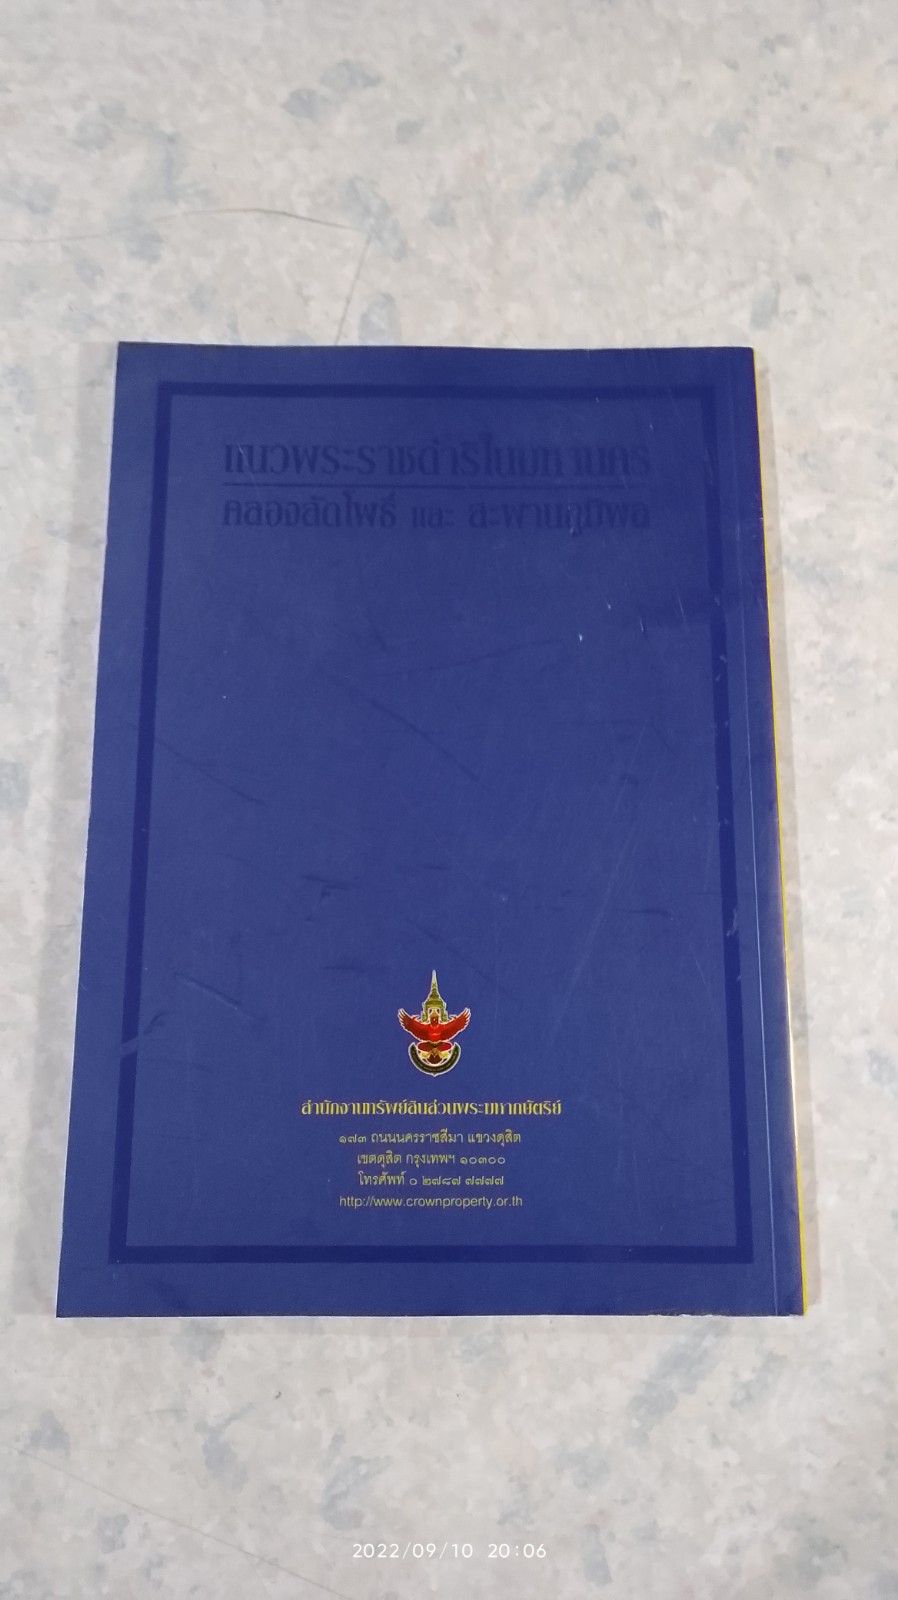 แนวพระราชดำริในมหานคร
คลองลัดโพธิ์ และ สะพานภูมิพล
สำนักงานทรัพย์สินส่วนพระมหากษัตริย์
๑๗๓ ถนนนครราชสีมา แขวงดุสิต
เขตดุสิต กรุงเทพฯ ๑๐๓๐๐
โทรศัพท์ ๐ ๒๗๘๗ ๗๗๗๗
http://www.crownproperty.or.th
2022/09/10 20:06